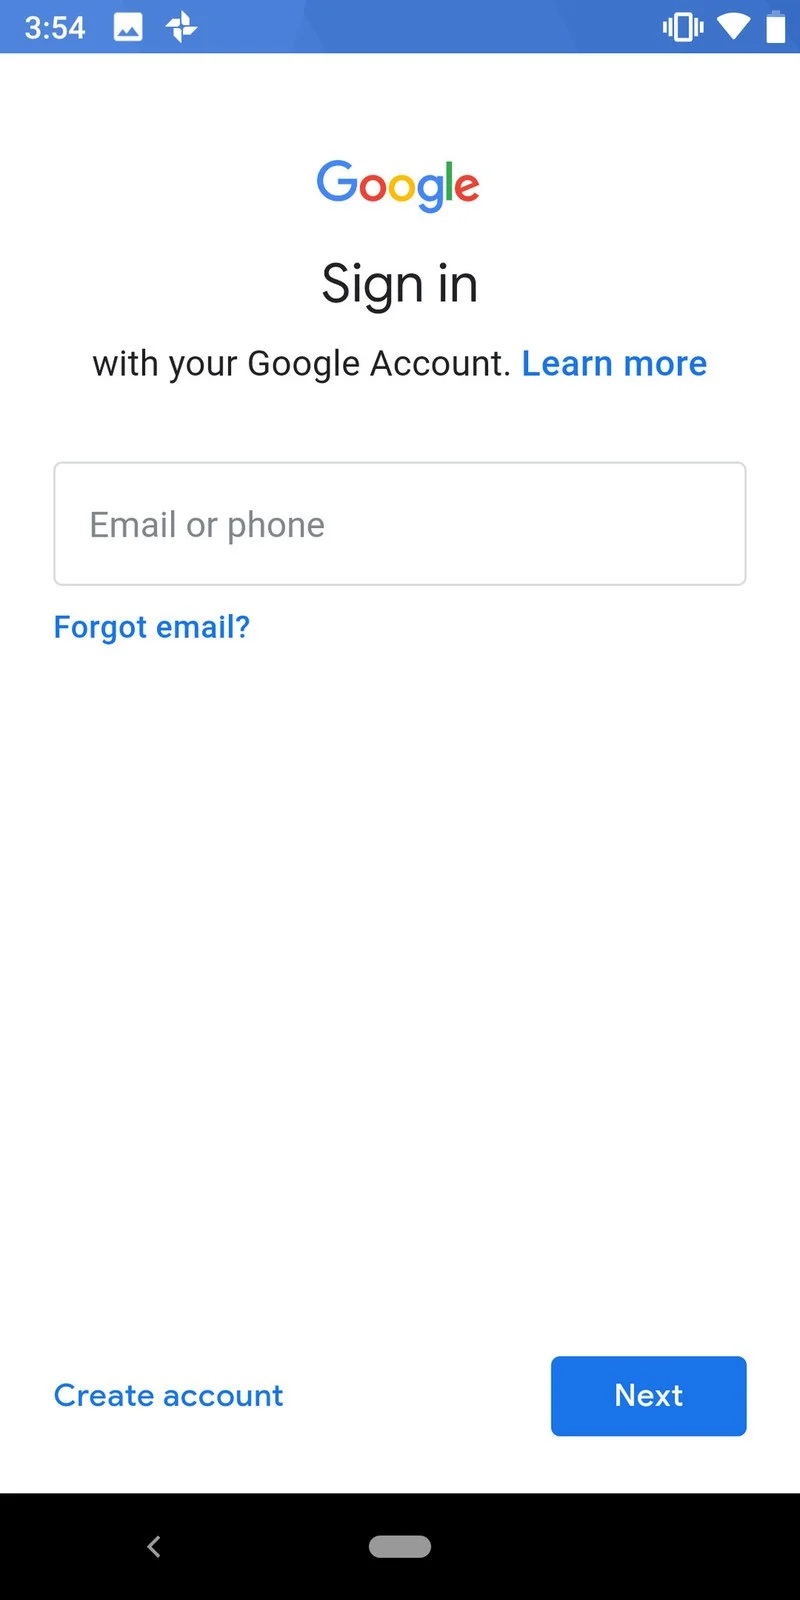 3:54
Google
Sign in
with your Google Account. Learn more
Email or phone
Forgot email?
Create account
Next